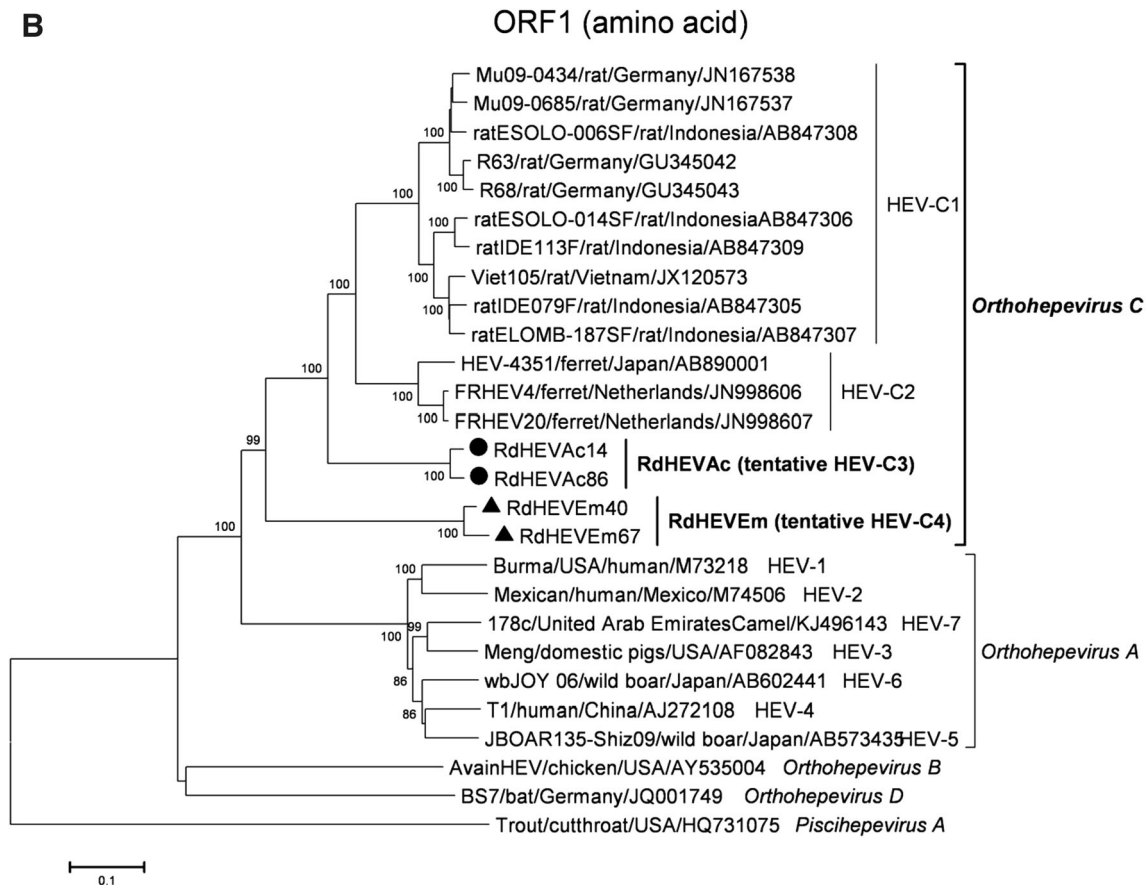 B
ORF1 (amino acid)
Mu09-0434/rat/Germany/JN167538
Mu09-0685/rat/Germany/JN167537
100
ratESOLO-006SF/rat/Indonesia/AB847308
R63/rat/Germany/GU345042
100
R68/rat/Germany/GU345043
100
HEV-C1
ratESOLO-014SF/rat/IndonesiaAB847306
100
ratIDE113F/rat/Indonesia/AB847309
100
Viet105/rat/Vietnam/JX120573
100
ratIDE079F/rat/Indonesia/AB847305
100
Orthohepevirus C
ratELOMB-187SF/rat/Indonesia/AB847307
HEV-4351/ferret/Japan/AB890001
100
100
FRHEV4/ferret/Netherlands/JN998606
HEV-C2
100
FRHEV20/ferret/Netherlands/JN998607
RdHEVAc14
99
100
RdHEVAc86
RdHEVAc (tentative HEV-C3)
RdHEVEm40
100
100
RdHEVEm67
RdHEVEm (tentative HEV-C4)
100
Burma/USA/human/M73218 HEV-1
Mexican/human/Mexico/M74506 HEV-2
99
178c/United Arab EmiratesCamel/KJ496143 HEV-7
100
Meng/domestic pigs/USA/AF082843 HEV-3
Orthohepevirus A
86
wbJOY 06/wild boar/Japan/AB602441 HEV-6
86
T1/human/China/AJ272108 HEV-4
JBOAR135-Shiz09/wild boar/Japan/AB573435HEV-5
AvainHEV/chicken/USA/AY535004 Orthohepevirus B
BS7/bat/Germany/JQ001749 Orthohepevirus D
Trout/cutthroat/USA/HQ731075 Piscihepevirus A
0.1